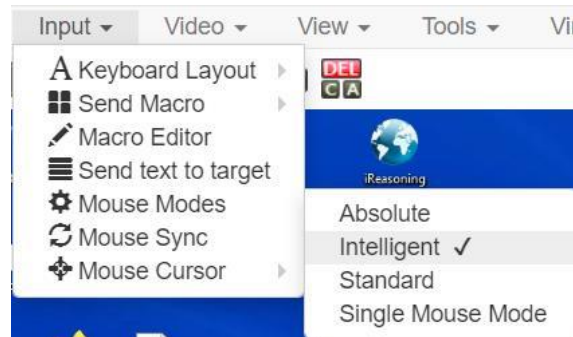 Input Video View Tools Vi
A Keyboard Layout
Send Macro
Macro Editor
Send text to target
Mouse Modes
Mouse Sync
Mouse Cursor
DEL
C A
iReasoning
Absolute
Intelligent ✓
Standard
Single Mouse Mode